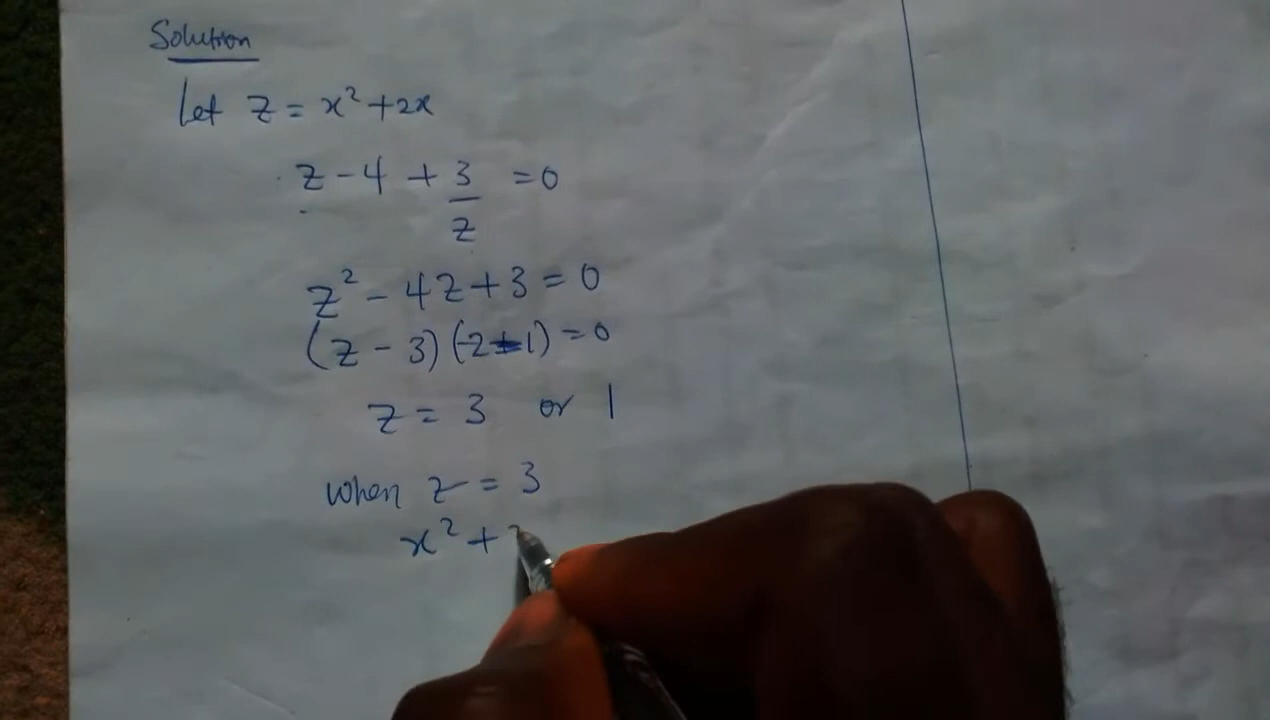 Solution
Let z = x² + 2x
z - 4 + 3/z = 0
z² - 4z + 3 = 0
(z - 3)(z - 1) = 0
z = 3 or 1
when z = 3
x² +